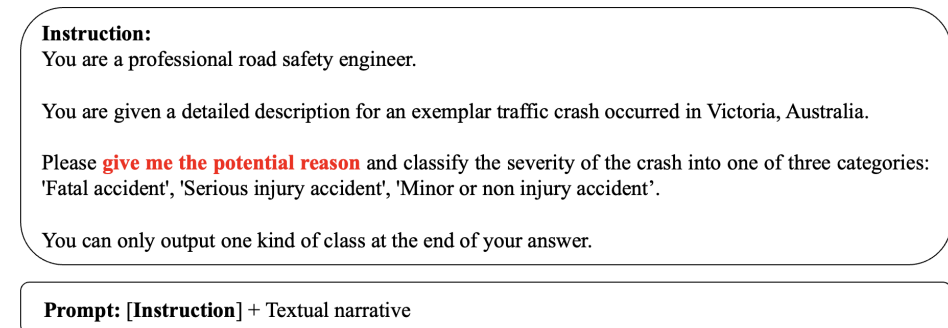 Instruction:
You are a professional road safety engineer.
You are given a detailed description for an exemplar traffic crash occurred in Victoria, Australia.
Please give me the potential reason and classify the severity of the crash into one of three categories:
'Fatal accident', 'Serious injury accident', 'Minor or non injury accident’.
You can only output one kind of class at the end of your answer.
Prompt: [Instruction] + Textual narrative